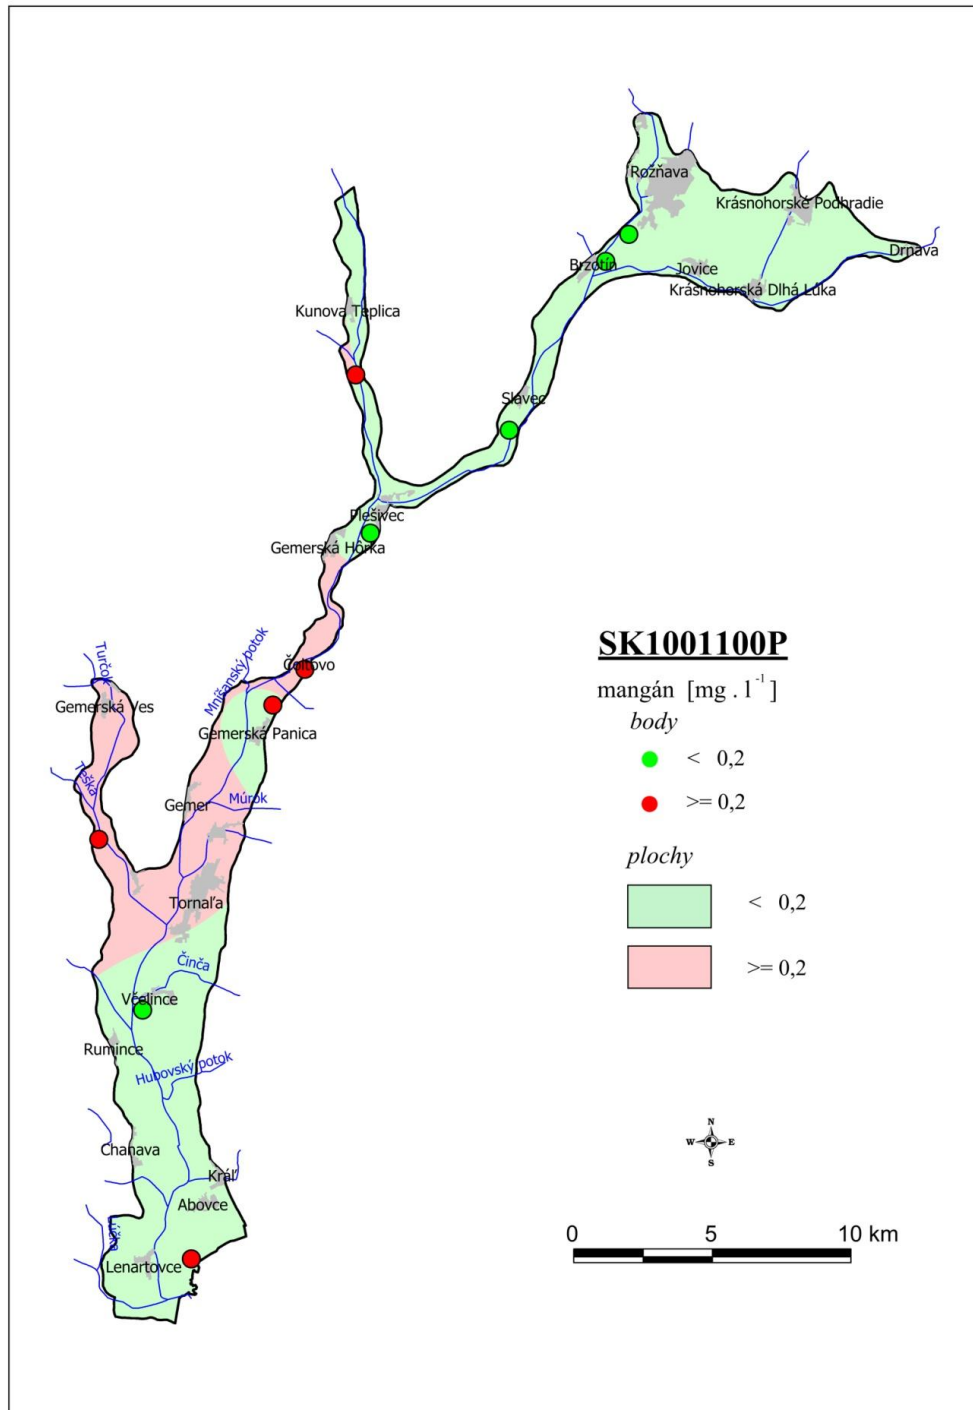 Rožňava
Krásnohorské Podhradie
Drnava
Brzotín
Jovice
Krásnohorská Dlhá Lúka
Kunova Teplica
Slavec
Plešivec
Gemerská Hôrka
SK1001100P
mangán [mg . l⁻¹]
body
< 0,2
>= 0,2
plochy
< 0,2
>= 0,2
Turčok
Mníšanský potok
Čoltovo
Gemerská Ves
Gemerská Panica
Teška
Gemer
Múrok
Tornaľa
Činča
Včelince
Rumince
Hubovský potok
Chanava
Kráľ
Abovce
Lenartovce
N
W E
S
0 5 10 km